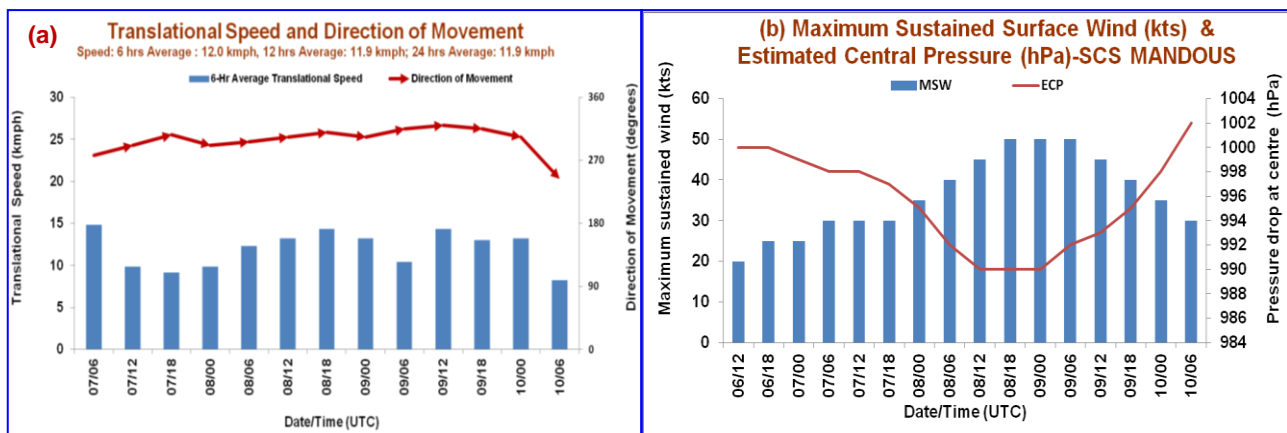 (a)
Translational Speed and Direction of Movement
Speed: 6 hrs Average : 12.0 kmph, 12 hrs Average: 11.9 kmph; 24 hrs Average: 11.9 kmph
6-Hr Average Translational Speed
Direction of Movement
Translational Speed (kmph)
30
25
20
15
10
5
0
360
270
180
90
0
Direction of Movement (degrees)
07/06 07/12 07/18 08/00 08/06 08/12 08/18 09/00 09/06 09/12 09/18 10/00 10/06
Date/Time (UTC)
(b) Maximum Sustained Surface Wind (kts) &
Estimated Central Pressure (hPa)-SCS MANDOUS
MSW
ECP
Maximum sustained wind (kts)
60
50
40
30
20
10
0
1004
1002
1000
998
996
994
992
990
988
986
984
Pressure drop at centre (hPa)
06/12 06/18 07/00 07/06 07/12 07/18 08/00 08/06 08/12 08/18 09/00 09/06 09/12 09/18 10/00 10/06
Date/Time (UTC)